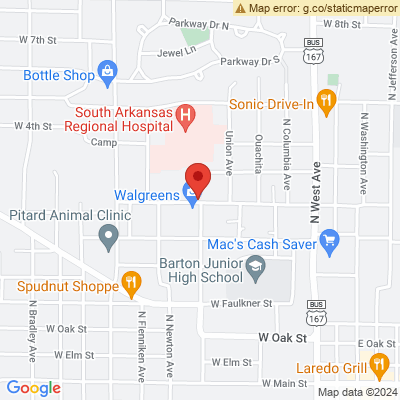 Map error: g.co/staticmaperror
Parkway Dr N
W 8th St
W 7th St
BUS
167
Jewel Ln
Parkway Dr S
N Jefferson Ave
Bottle Shop
South Arkansas
Regional Hospital
H
Sonic Drive-In
W 4th St
Camp
Union Ave
Ouachita
N Columbia Ave
N Washington Ave
N West Ave
Walgreens
Pitard Animal Clinic
Mac's Cash Saver
Barton Junior
High School
Spudnut Shoppe
W Faulkner St
BUS
167
N Bradley Ave
N Flenniken Ave
N Newton Ave
W Oak St
W Oak St
E Oak St
W Elm St
W Elm St
Laredo Grill
W Main St
Google
Map data ©2024